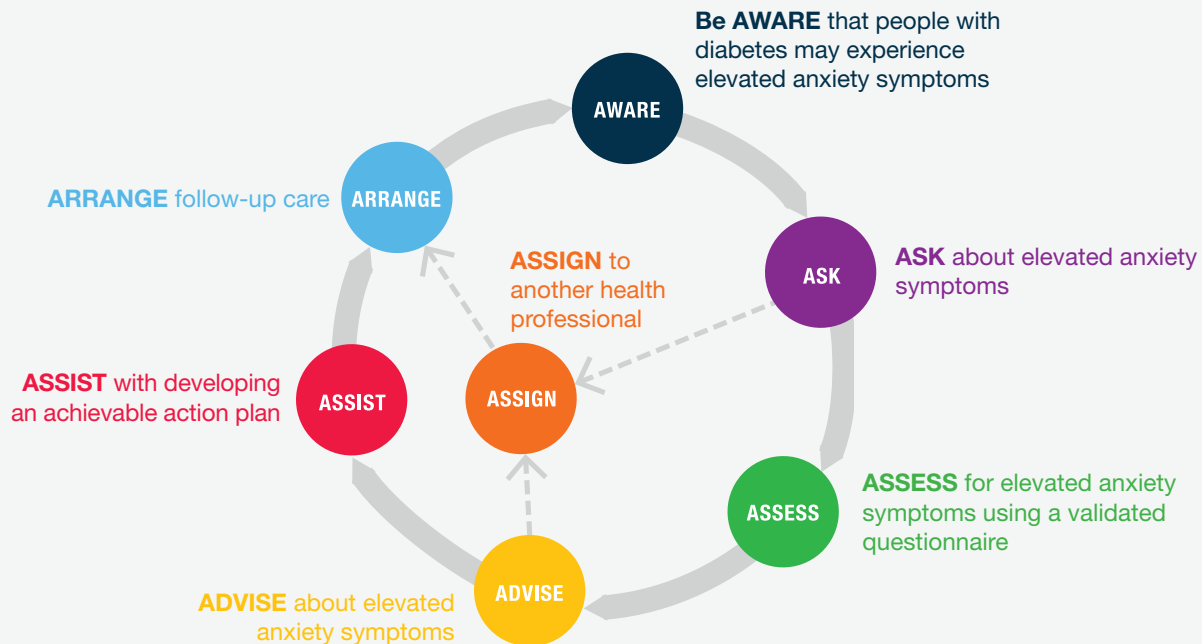 Be AWARE that people with
diabetes may experience
elevated anxiety symptoms
AWARE
ARRANGE follow-up care
ARRANGE
ASSIGN to
another health
professional
ASK
ASK about elevated anxiety
symptoms
ASSIST with developing
an achievable action plan
ASSIST
ASSIGN
ASSESS
ASSESS for elevated anxiety
symptoms using a validated
questionnaire
ADVISE
ADVISE about elevated
anxiety symptoms